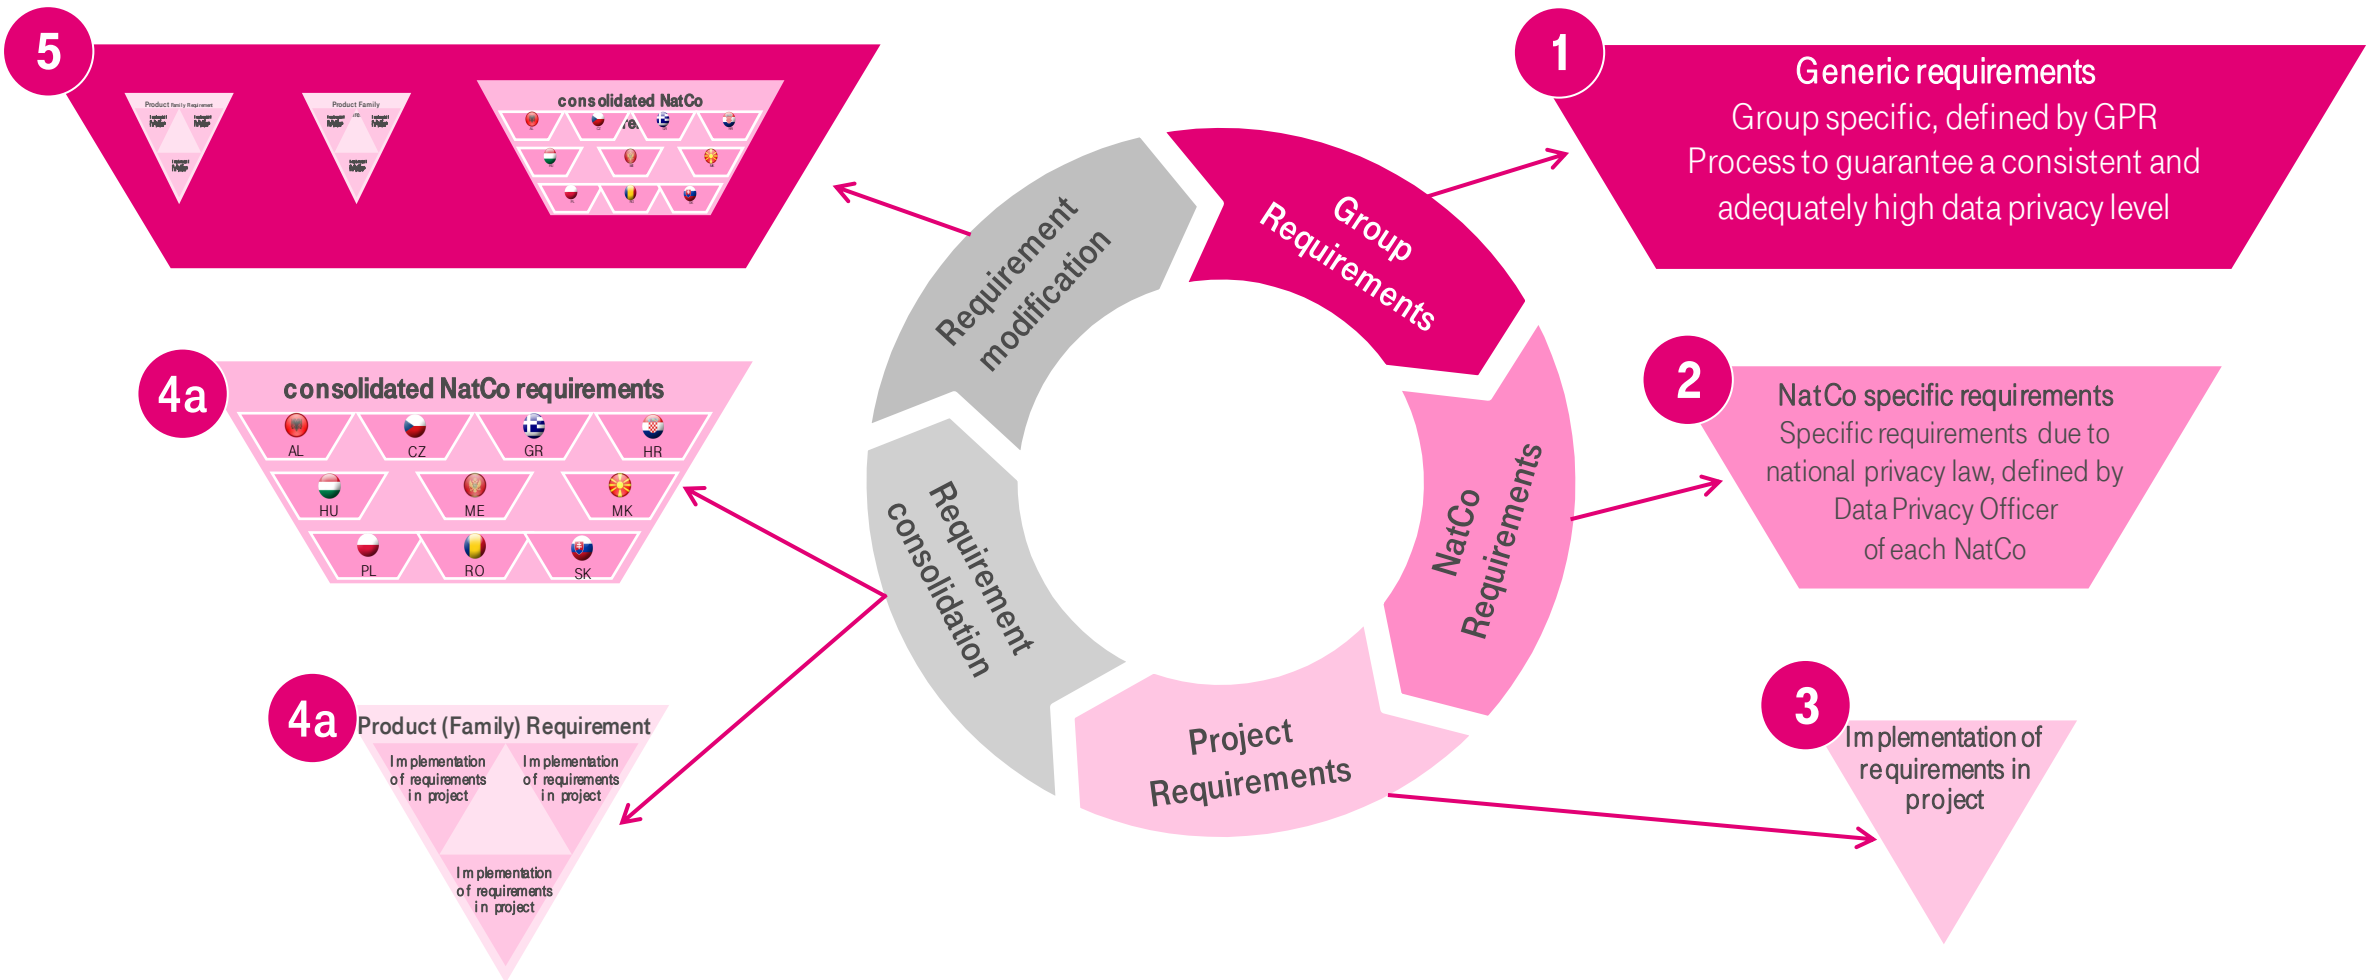 5
Product Family Requirement
Product Family
consolidated NatCo
1
Generic requirements
Group specific, defined by GPR
Process to guarantee a consistent and
adequately high data privacy level
Group
Requirements
Requirement
modification
4a
consolidated NatCo requirements
AL
CZ
GR
HR
HU
ME
MK
PL
RO
SK
2
NatCo specific requirements
Specific requirements due to
national privacy law, defined by
Data Privacy Officer
of each NatCo
NatCo
Requirements
Requirement
consolidation
4a
Product (Family) Requirement
Implementation
of requirements
in project
Implementation
of requirements
in project
Implementation
of requirements
in project
Project
Requirements
3
Implementation of
requirements in
project